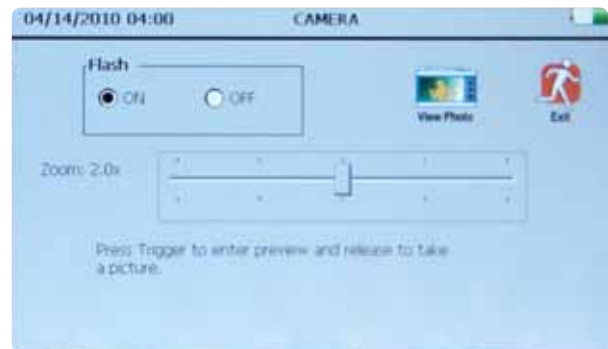 04/14/2010 04:00 CAMERA
Flash
ON OFF
View Photo Exit
Zoom: 2.0x
Press Trigger to enter preview and release to take
a picture.